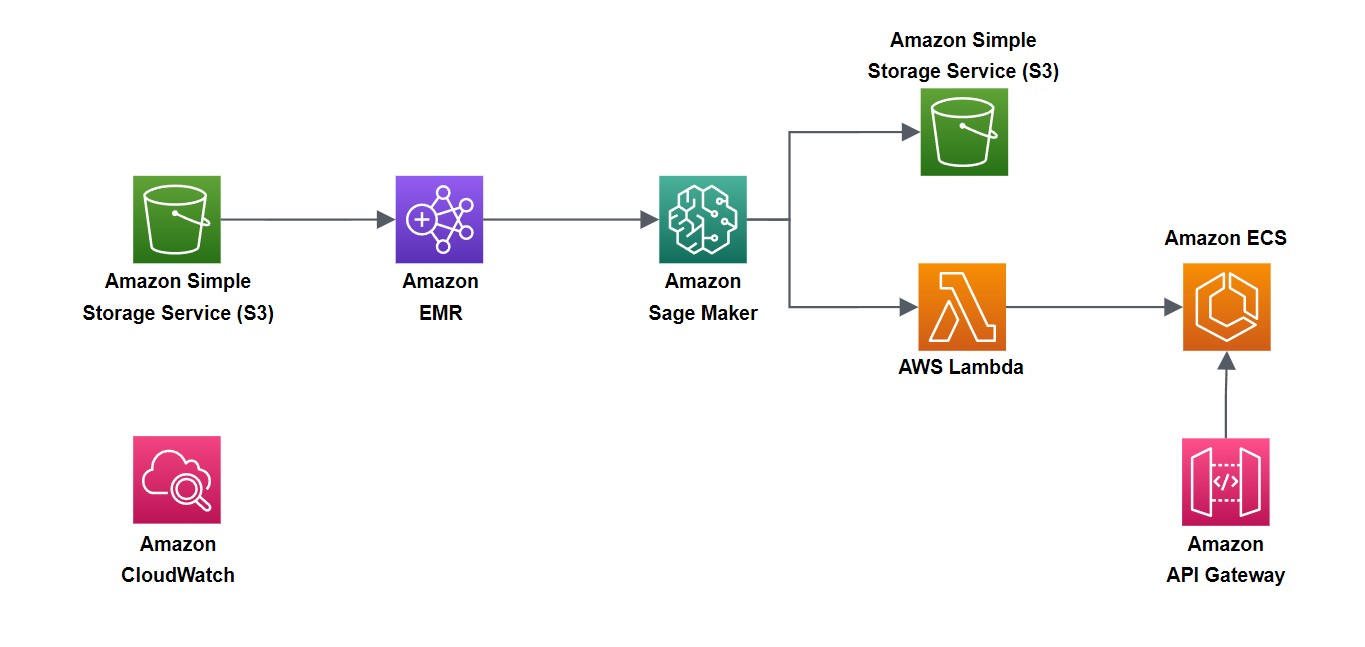 Amazon Simple
Storage Service (S3)
Amazon ECS
Amazon Simple
Storage Service (S3)
Amazon
EMR
Amazon
Sage Maker
AWS Lambda
</>
Amazon
CloudWatch
Amazon
API Gateway